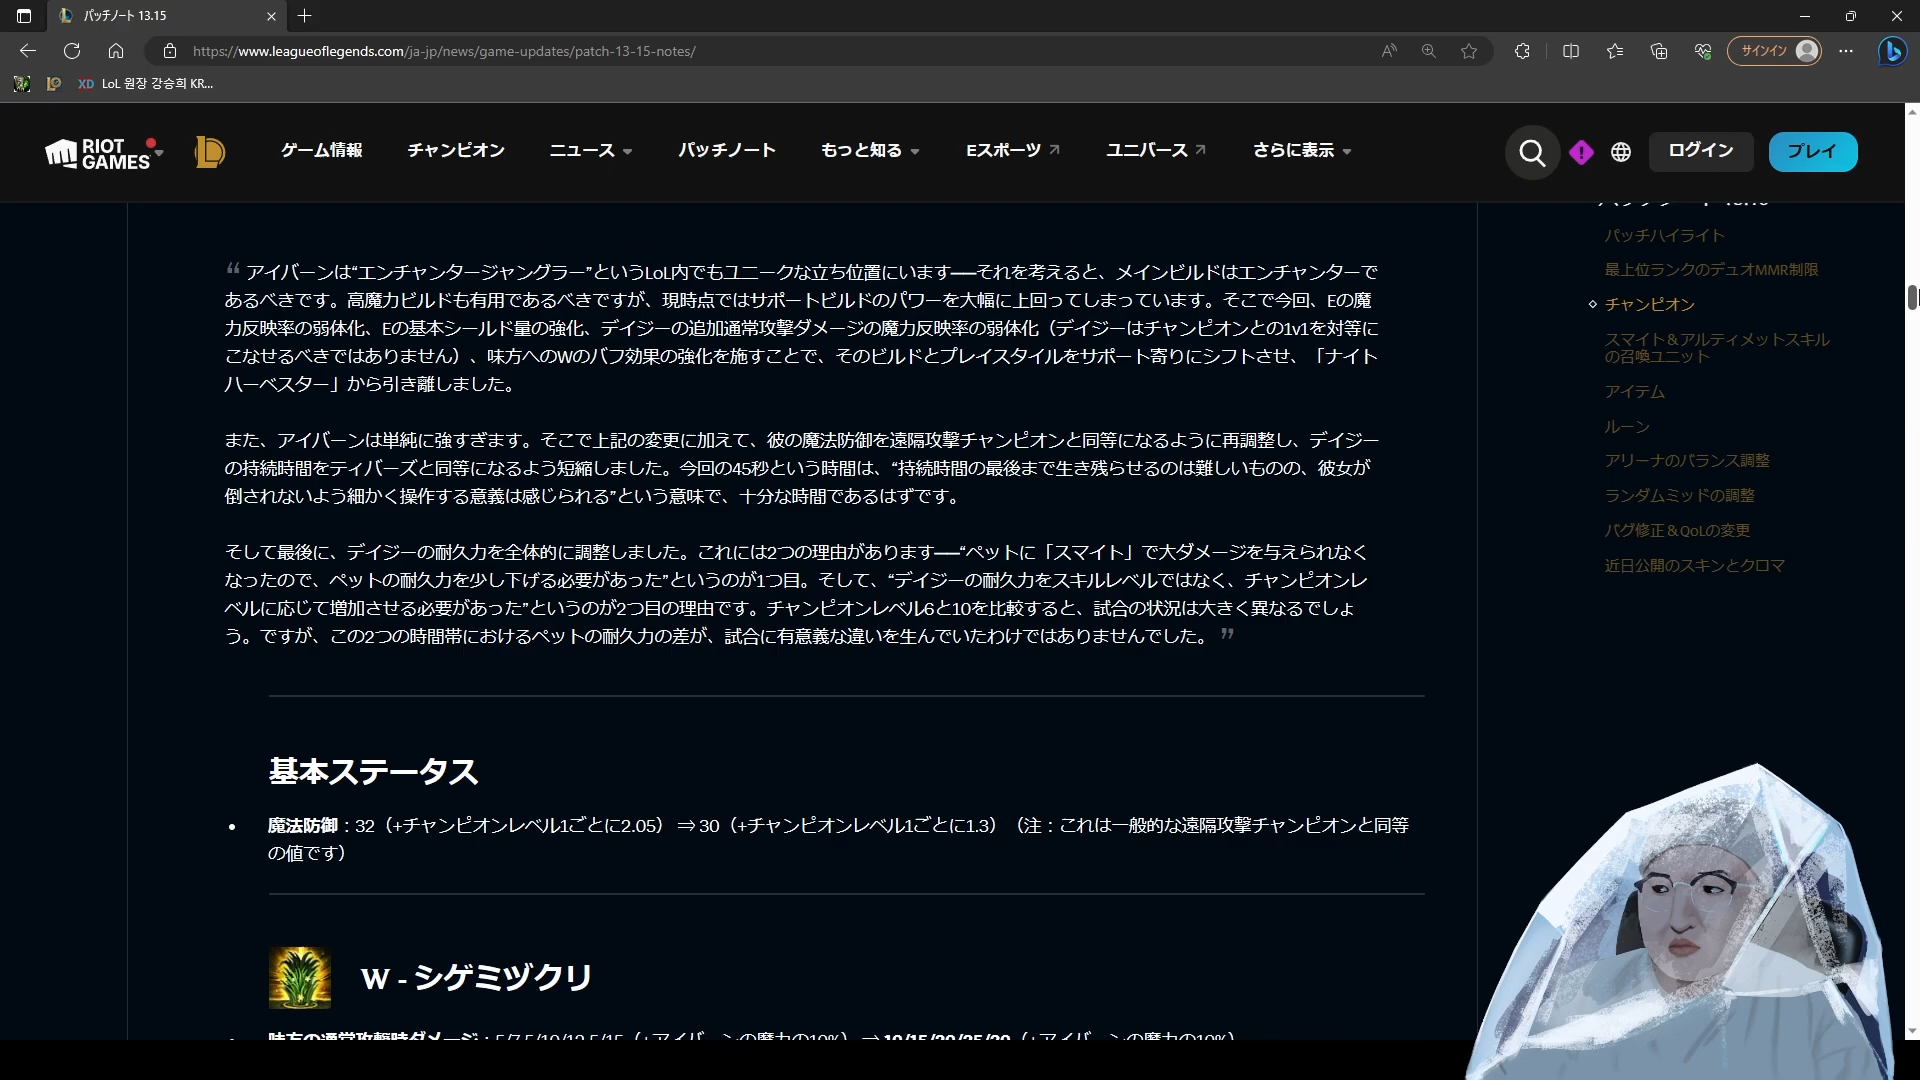 パッチノート 13.15
https://www.leagueoflegends.com/ja-jp/news/game-updates/patch-13-15-notes/
サインイン
XD LoL 원장 강승희 KR...
RIOT GAMES
ゲーム情報
チャンピオン
ニュース
パッチノート
もっと知る
Eスポーツ
ユニバース
さらに表示
ログイン
プレイ
“ アイバーンは“エンチャンタージャングラー”というLoL内でもユニークな立ち位置にいます──それを考えると、メインビルドはエンチャンターで
あるべきです。高魔力ビルドも有用であるべきですが、現時点ではサポートビルドのパワーを大幅に上回ってしまっています。そこで今回、Eの魔
力反映率の弱体化、Eの基本シールド量の強化、デイジーの追加通常攻撃ダメージの魔力反映率の弱体化（デイジーはチャンピオンとの1v1を対等に
こなせるべきではありません）、味方へのWのバフ効果の強化を施すことで、そのビルドとプレイスタイルをサポート寄りにシフトさせ、「ナイト
ハーベスター」から引き離しました。
また、アイバーンは単純に強すぎます。そこで上記の変更に加えて、彼の魔法防御を遠隔攻撃チャンピオンと同等になるように再調整し、デイジー
の持続時間をティバーズと同等になるよう短縮しました。今回の45秒という時間は、“持続時間の最後まで生き残らせるのは難しいものの、彼女が
倒されないよう細かく操作する意義は感じられる”という意味で、十分な時間であるはずです。
そして最後に、デイジーの耐久力を全体的に調整しました。これには2つの理由があります──“ペットに「スマイト」で大ダメージを与えられなく
なったので、ペットの耐久力を少し下げる必要があった”というのが1つ目。そして、“デイジーの耐久力をスキルレベルではなく、チャンピオンレ
ベルに応じて増加させる必要があった”というのが2つ目の理由です。チャンピオンレベル6と10を比較すると、試合の状況は大きく異なるでしょ
う。ですが、この2つの時間帯におけるペットの耐久力の差が、試合に有意義な違いを生んでいたわけではありませんでした。 ”
基本ステータス
• 魔法防御：32（+チャンピオンレベル1ごとに2.05） ⇒ 30（+チャンピオンレベル1ごとに1.3）（注：これは一般的な遠隔攻撃チャンピオンと同等
の値です）
W - シゲミヅクリ
味方の通常攻撃時ダメージ：5/7.5/10/12.5/15（+アイバーンの魔力の10%） ⇒ 10/15/20/25/30（+アイバーンの魔力の10%）
パッチハイライト
最上位ランクのデュオMMR制限
チャンピオン
スマイト＆アルティメットスキル
の召喚ユニット
アイテム
ルーン
アリーナのバランス調整
ランダムミッドの調整
バグ修正＆QoLの変更
近日公開のスキンとクロマ